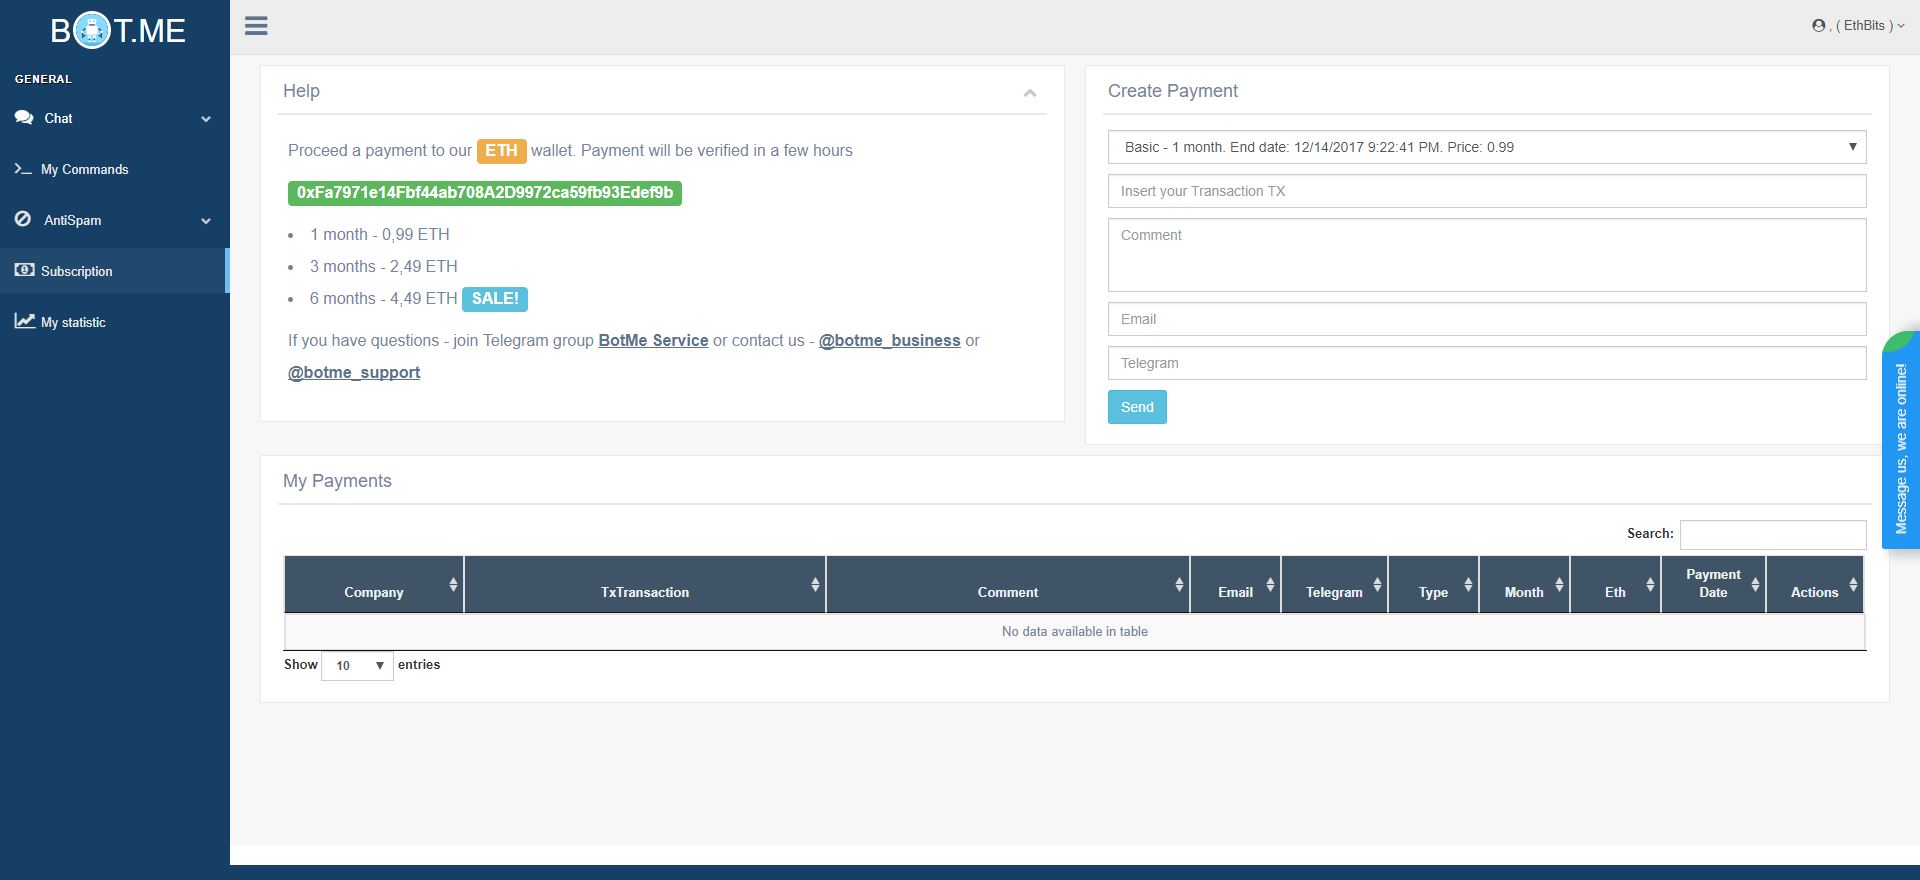 BOT.ME
, ( EthBits )
GENERAL
Chat
My Commands
AntiSpam
Subscription
My statistic
Help
Proceed a payment to our ETH wallet. Payment will be verified in a few hours
0xFa7971e14Fbf44ab708A2D9972ca59fb93Edef9b
• 1 month - 0,99 ETH
• 3 months - 2,49 ETH
• 6 months - 4,49 ETH SALE!
If you have questions - join Telegram group BotMe Service or contact us - @botme_business or
@botme_support
Create Payment
Basic - 1 month. End date: 12/14/2017 9:22:41 PM. Price: 0.99
Insert your Transaction TX
Comment
Email
Telegram
Send
Message us, we are online!
My Payments
Search:
Company TxTransaction Comment Email Telegram Type Month Eth Payment Date Actions
No data available in table
Show 10 entries